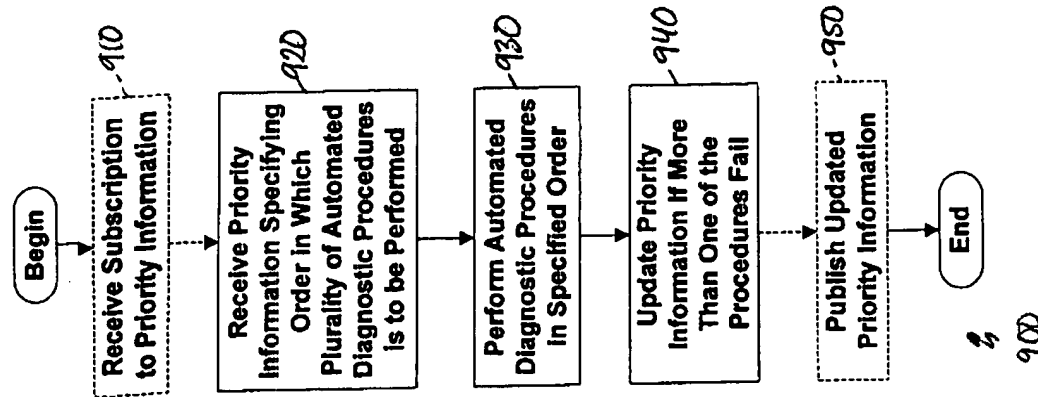 Begin
910
Receive Subscription
to Priority Information
920
Receive Priority
Information Specifying
Order in Which
Plurality of Automated
Diagnostic Procedures
is to be Performed
930
Perform Automated
Diagnostic Procedures
in Specified Order
940
Update Priority
Information If More
Than One of the
Procedures Fail
950
Publish Updated
Priority Information
End
900